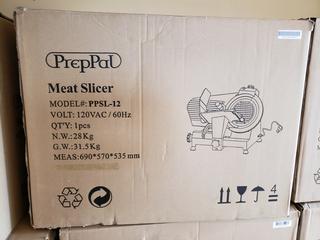 PrepPal
Meat Slicer
MODEL#: PPSL-12
VOLT: 120VAC / 60Hz
QT'Y: 1pcs
N.W.: 28Kg
G.W.: 31.5Kg
MEAS: 690*570*535 mm
4